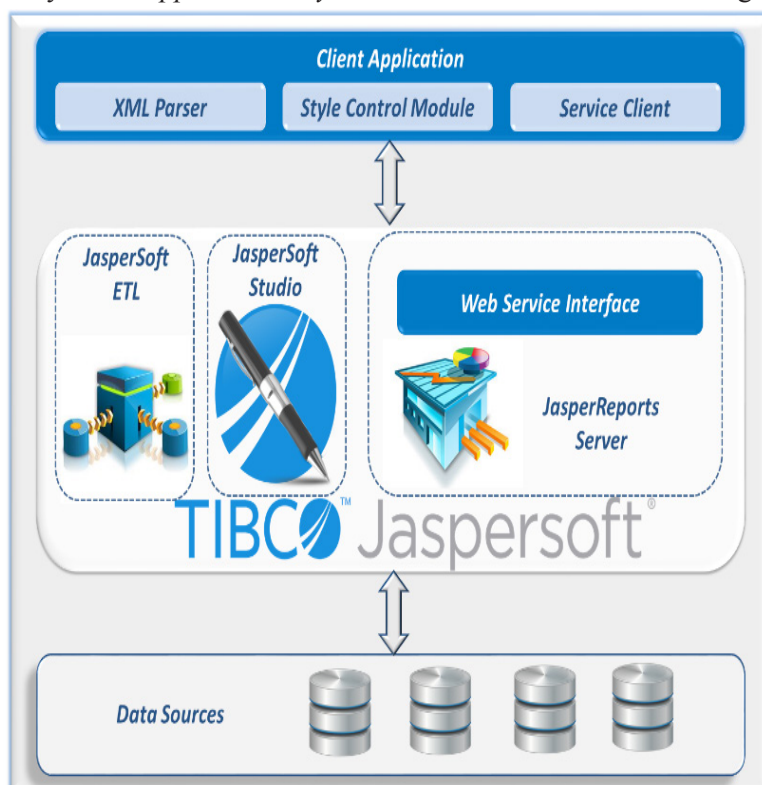 Client Application
XML Parser
Style Control Module
Service Client
JasperSoft
ETL
JasperSoft
Studio
Web Service Interface
JasperReports
Server
TIBCO™ Jaspersoft®
Data Sources